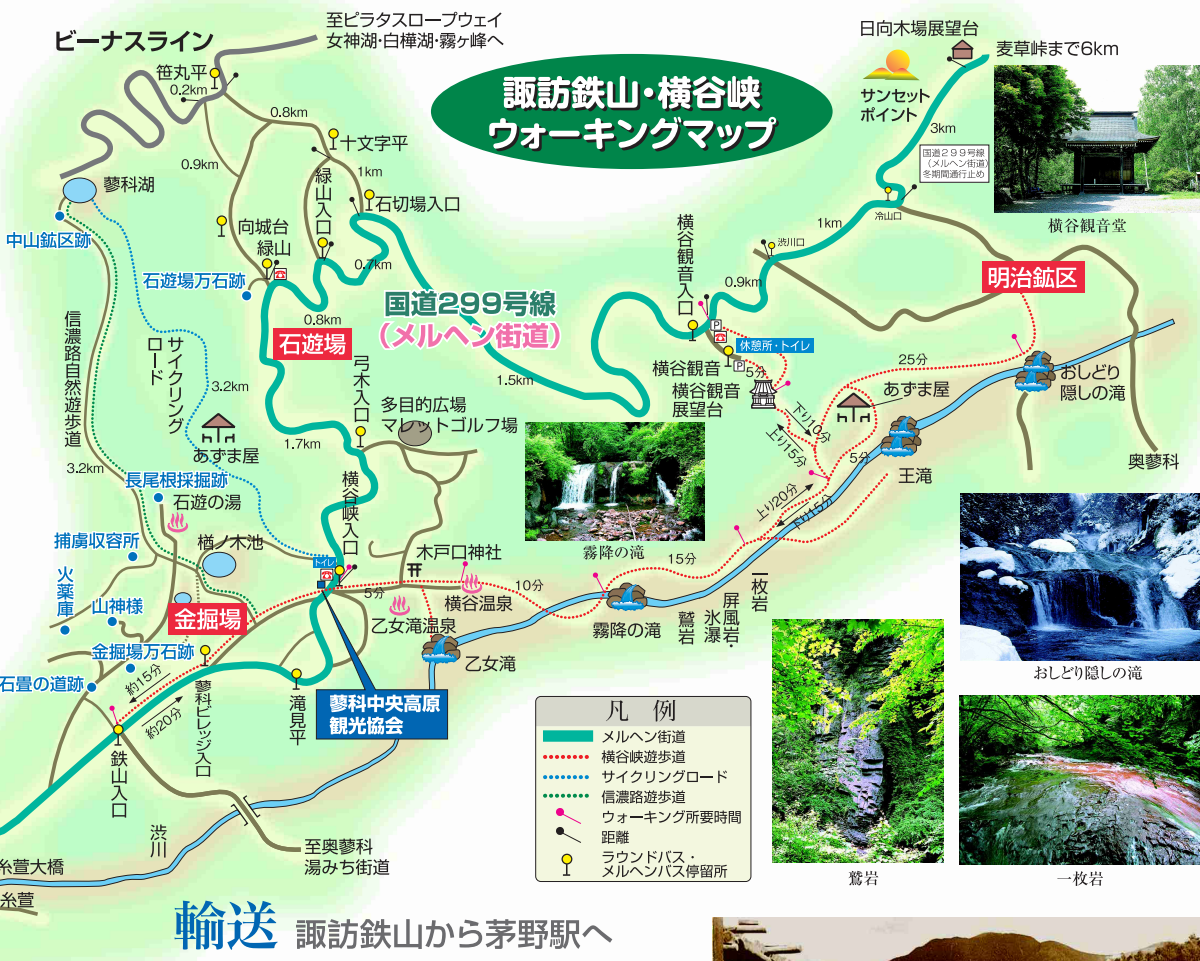 諏訪鉄山・横谷峡
ウォーキングマップ
ビーナスライン
至ピラタスロープウェイ
女神湖・白樺湖・霧ヶ峰へ
笹丸平
0.2km
0.8km
0.9km
十文字平
1km
緑山入口
石切場入口
蓼科湖
中山鉱区跡
向城台
緑山
0.7km
石遊場万石跡
0.8km
石遊場
国道299号線
(メルヘン街道)
1.5km
日向木場展望台
麦草峠まで6km
サンセット
ポイント
3km
国道299号線
(メルヘン街道)
冬期間通行止め
冷山口
1km
渋川口
0.9km
横谷観音堂
横谷観音入口
P
休憩所・トイレ
横谷観音
P
5分
横谷観音
展望台
明治鉱区
25分
おしどり
隠しの滝
あずま屋
下り10分
上り15分
5分
王滝
奥蓼科
上り20分
下り15分
信濃路自然遊歩道
サイクリング
ロード
3.2km
あずま屋
3.2km
1.7km
弓木入口
多目的広場
マレットゴルフ場
長尾根採掘跡
石遊の湯
横谷峡入口
捕虜収容所
楢ノ木池
トイレ
木戸口神社
霧降の滝
15分
10分
5分
横谷温泉
火薬庫
山神様
金掘場
乙女滝温泉
霧降の滝
鷲岩
屏風岩・
氷瀑
一枚岩
乙女滝
金掘場万石跡
石畳の道跡
約15分
約20分
蓼科ビレッジ入口
滝見平
蓼科中央高原
観光協会
鉄山入口
渋川
至奥蓼科
湯みち街道
糸萱大橋
糸萱
凡 例
メルヘン街道
横谷峡遊歩道
サイクリングロード
信濃路遊歩道
ウォーキング所要時間
距離
ラウンドバス・
メルヘンバス停留所
鷲岩
おしどり隠しの滝
一枚岩
輸送 諏訪鉄山から茅野駅へ